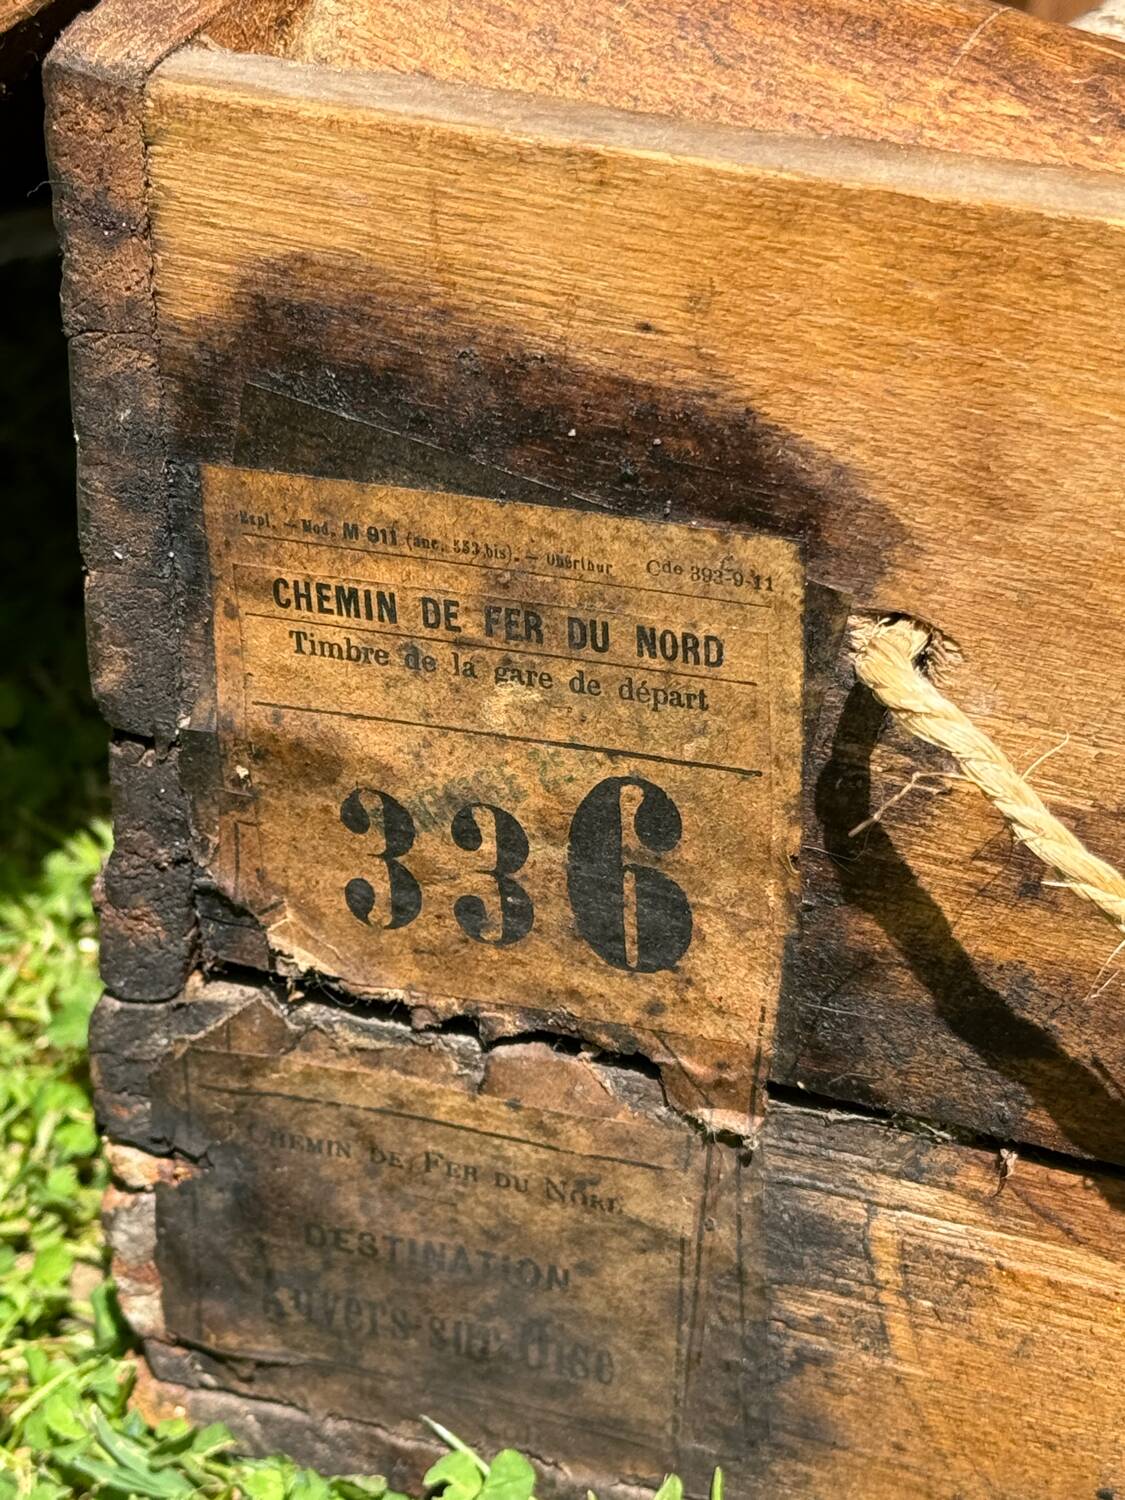 Expl. — Mod. M 911 (anc. 553 bis). — Oberthur Cde 393-9-11
CHEMIN DE FER DU NORD
Timbre de la gare de départ
336
CHEMIN DE FER DU NORD
DESTINATION
Auvers-sur-Oise